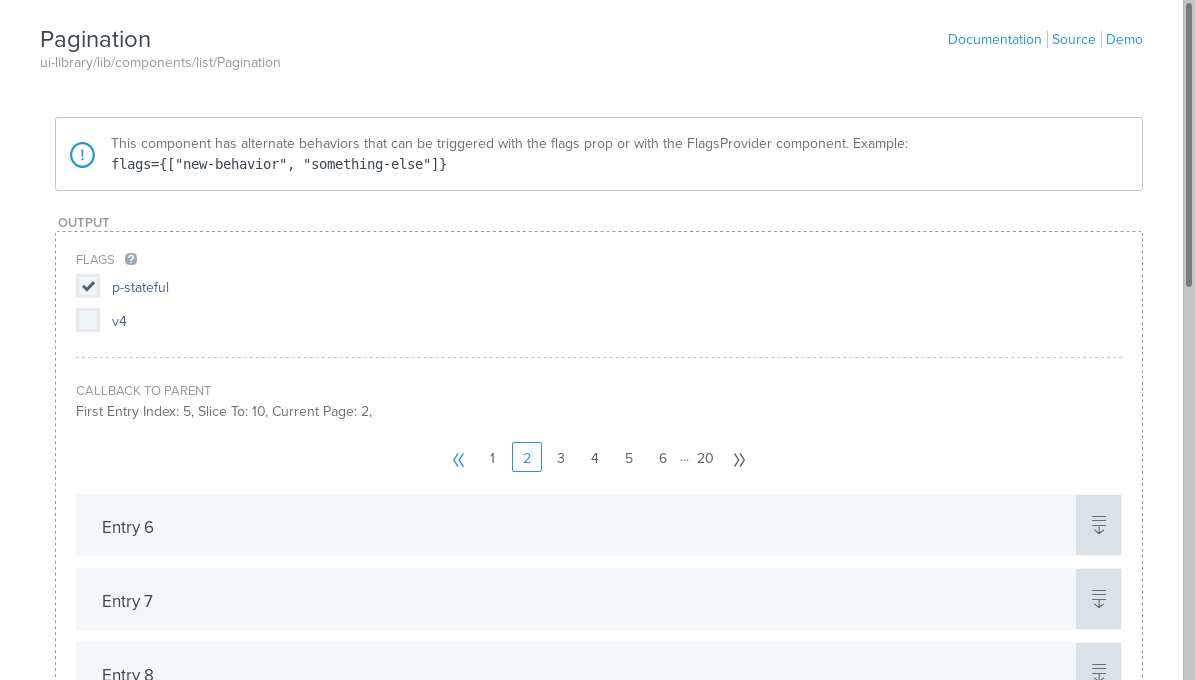 Pagination
Documentation Source Demo
ui-library/lib/components/list/Pagination
This component has alternate behaviors that can be triggered with the flags prop or with the FlagsProvider component. Example:
flags={["new-behavior", "something-else"]}
OUTPUT
FLAGS ?
p-stateful
v4
CALLBACK TO PARENT
First Entry Index: 5, Slice To: 10, Current Page: 2,
1 2 3 4 5 6 ... 20
Entry 6
Entry 7
Entry 8